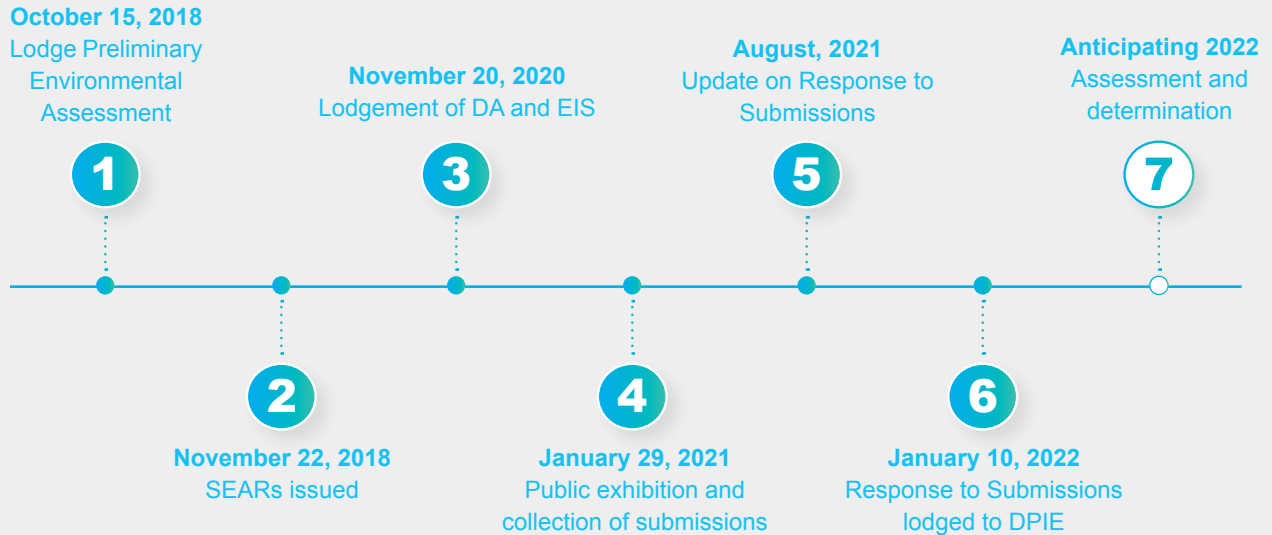 October 15, 2018
Lodge Preliminary
Environmental
Assessment
1
2
November 22, 2018
SEARs issued
November 20, 2020
Lodgement of DA and EIS
3
4
January 29, 2021
Public exhibition and
collection of submissions
August, 2021
Update on Response to
Submissions
5
6
January 10, 2022
Response to Submissions
lodged to DPIE
Anticipating 2022
Assessment and
determination
7